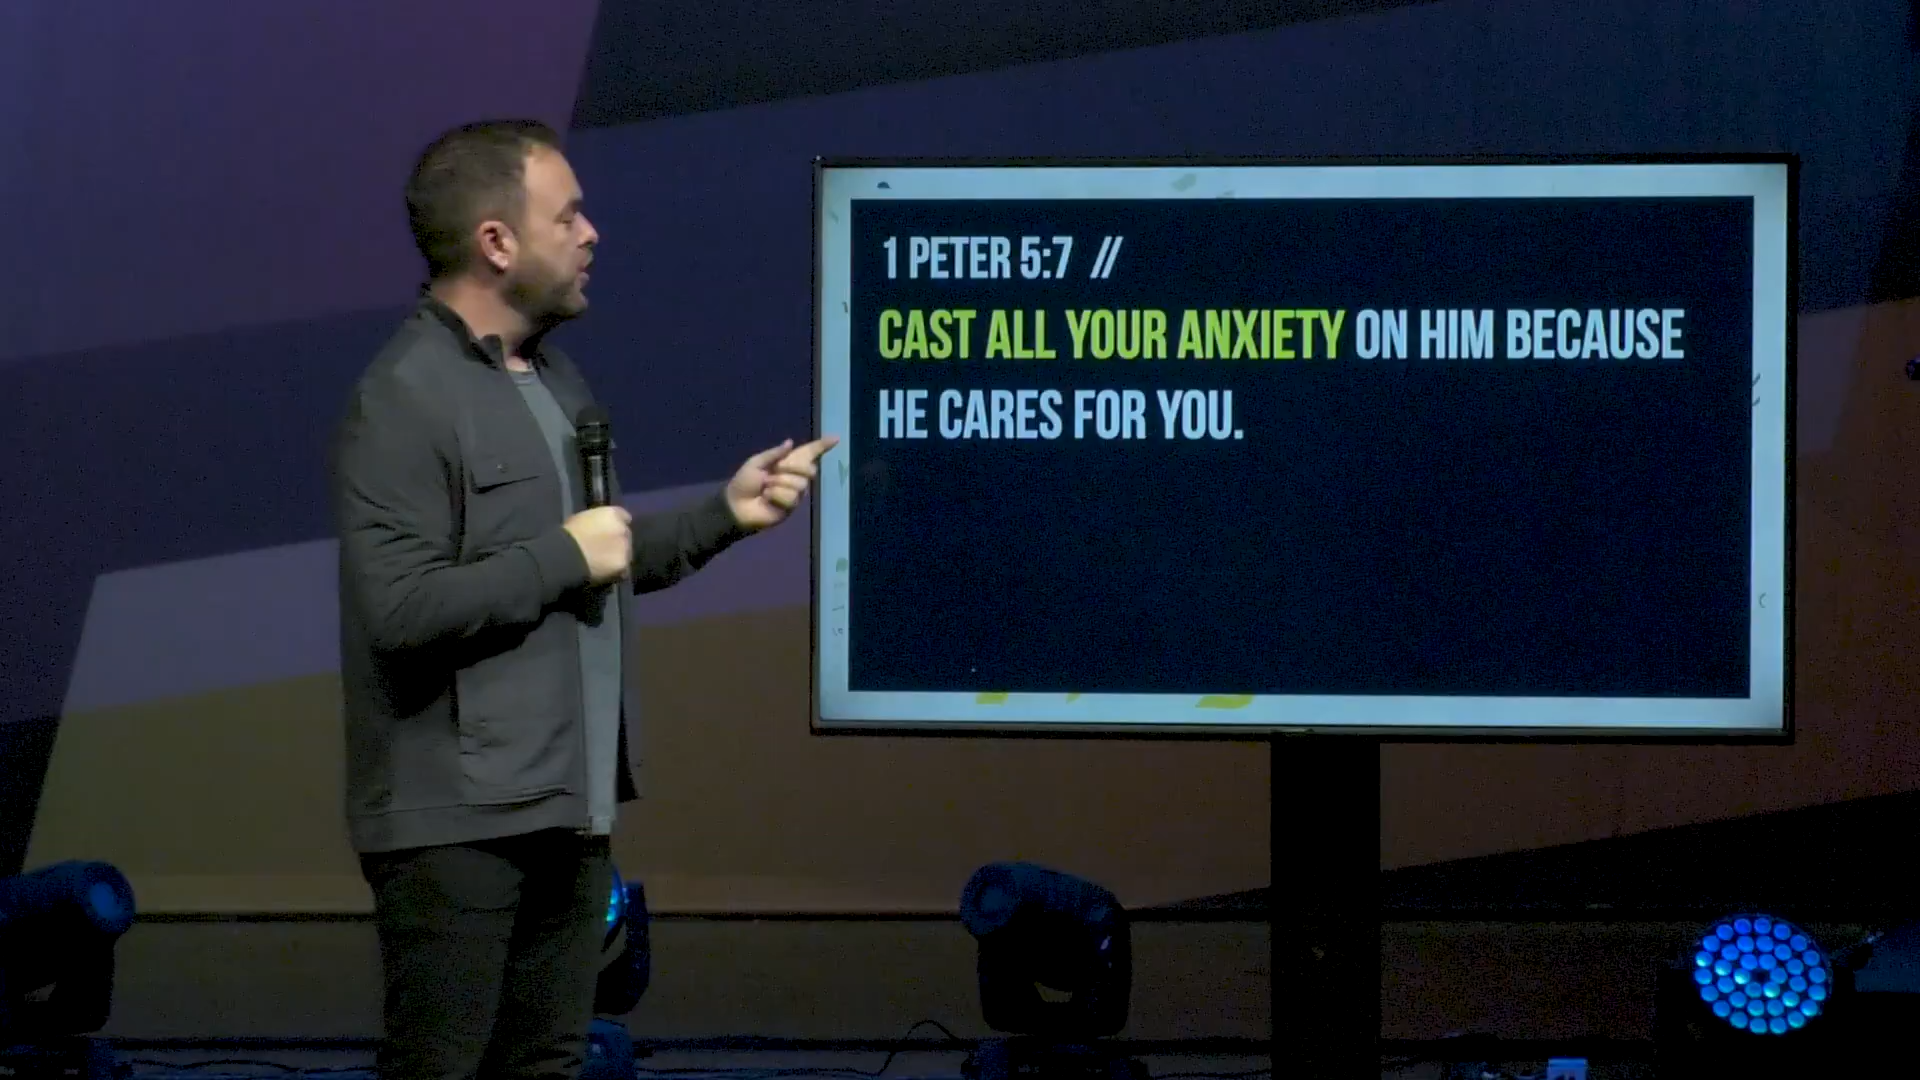 1 PETER 5:7 //
CAST ALL YOUR ANXIETY ON HIM BECAUSE
HE CARES FOR YOU.